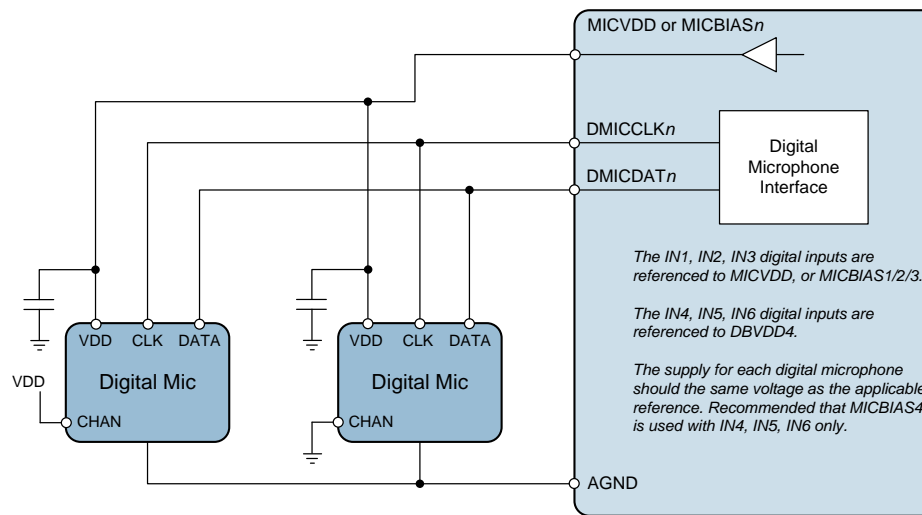 MICVDD or MICBIASn
DMICCLKn
DMICDATn
Digital
Microphone
Interface
The IN1, IN2, IN3 digital inputs are
referenced to MICVDD, or MICBIAS1/2/3.
The IN4, IN5, IN6 digital inputs are
referenced to DBVDD4.
The supply for each digital microphone
should the same voltage as the applicable
reference. Recommended that MICBIAS4
is used with IN4, IN5, IN6 only.
VDD CLK DATA
Digital Mic
VDD
CHAN
VDD CLK DATA
Digital Mic
CHAN
AGND